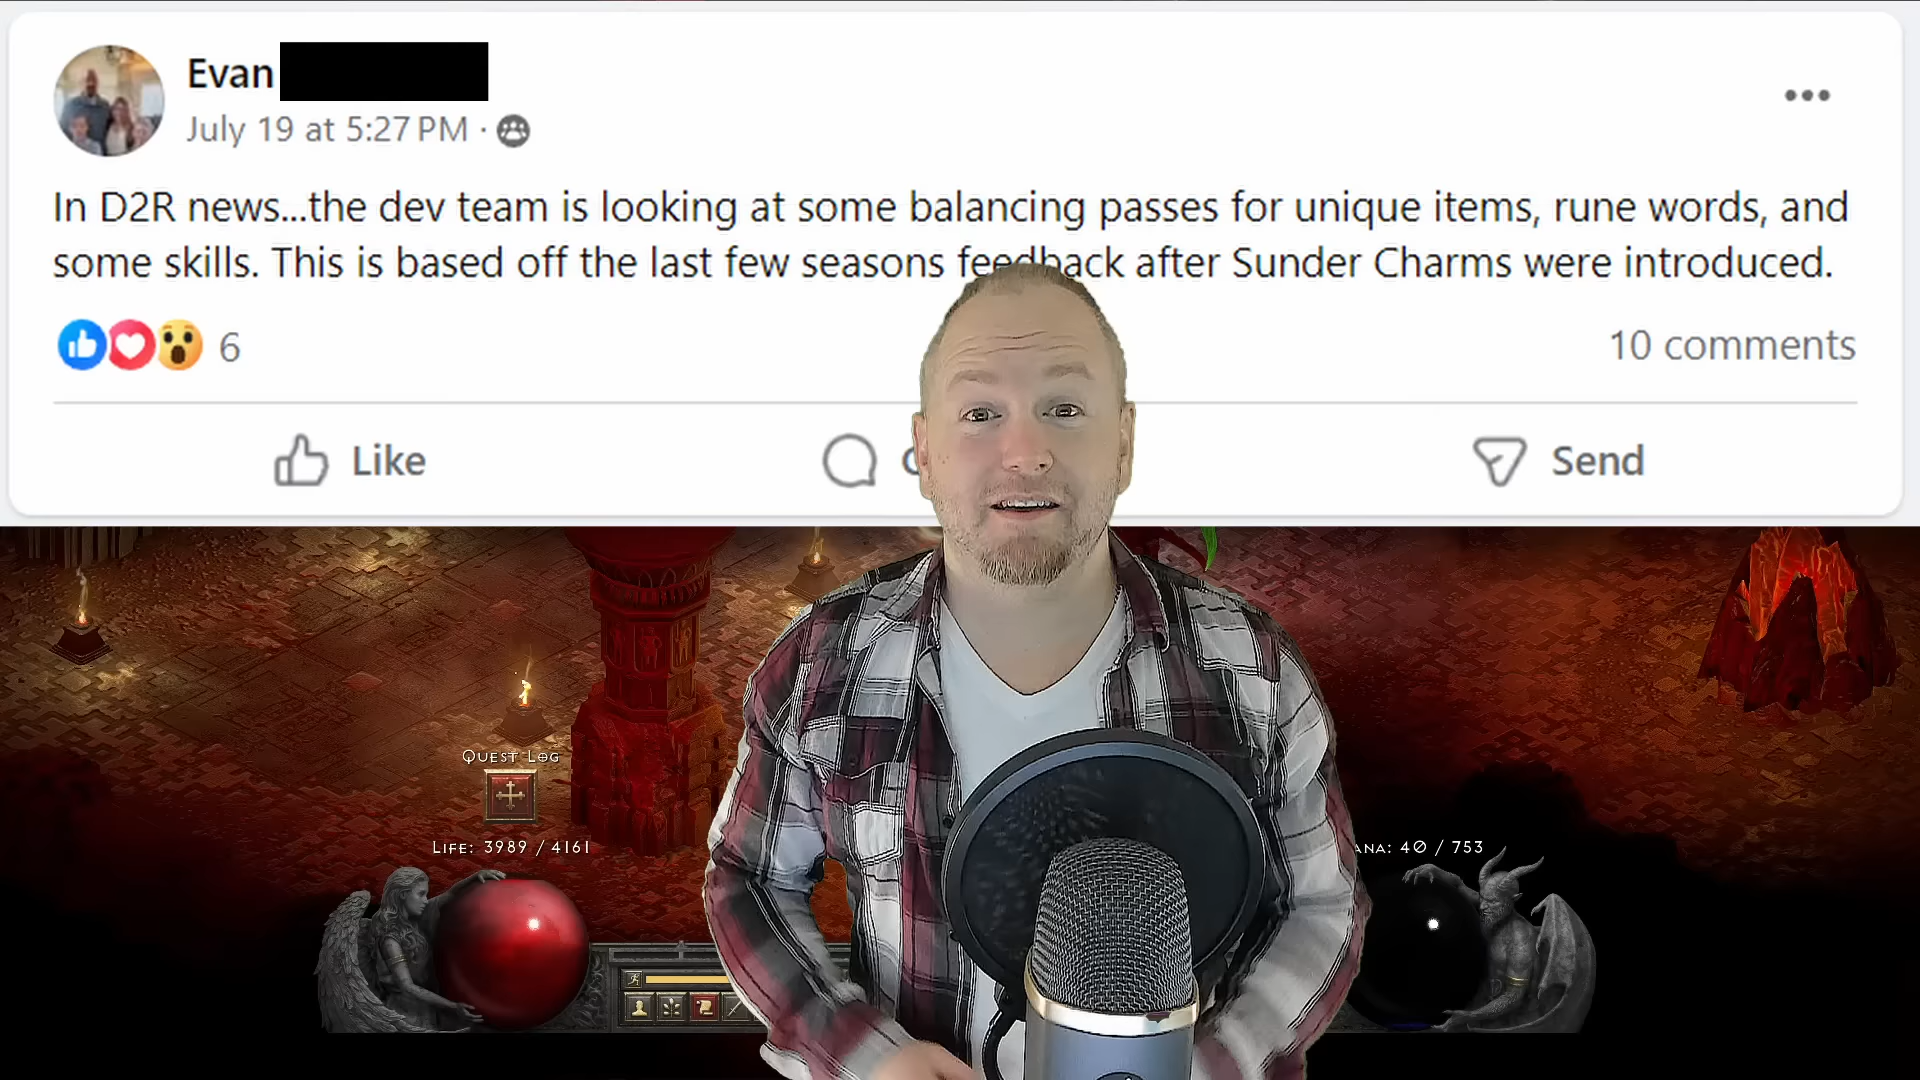 Evan
July 19 at 5:27 PM ·
In D2R news...the dev team is looking at some balancing passes for unique items, rune words, and
some skills. This is based off the last few seasons feedback after Sunder Charms were introduced.
6
10 comments
Like
Send
Quest Log
Life: 3989 / 4161
ana: 40 / 753